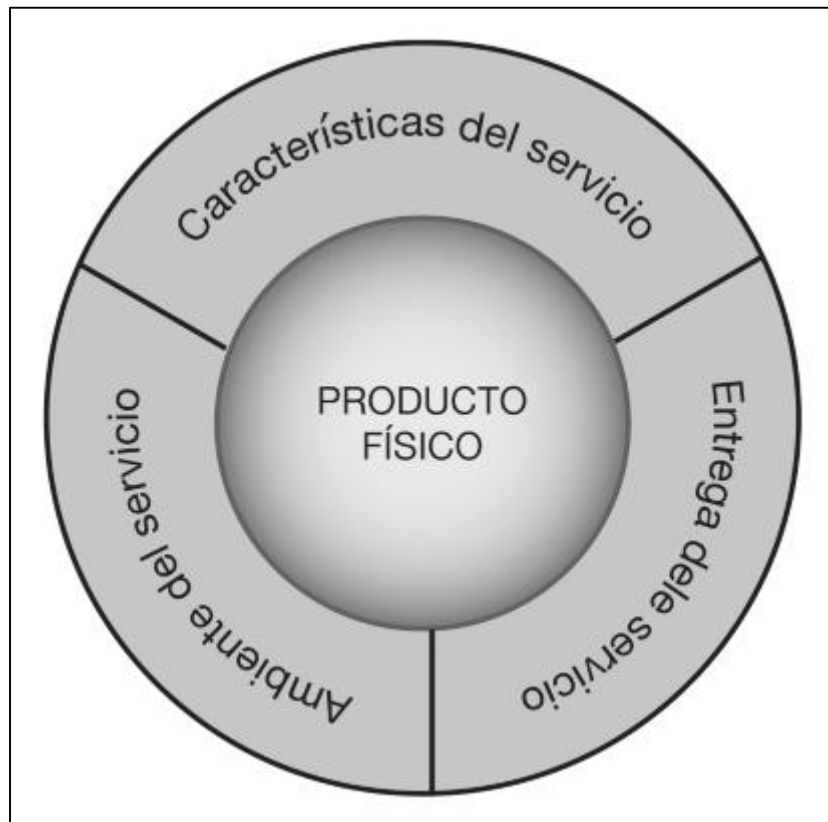 Características del servicio
PRODUCTO
FÍSICO
Ambiente del servicio
Entrega dele servicio